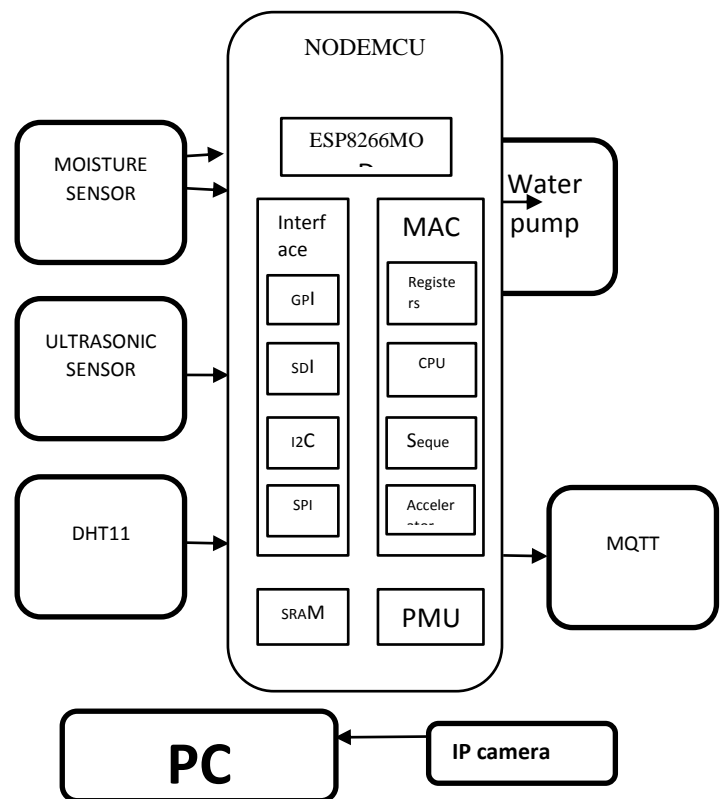 NODEMCU
ESP8266MO
MOISTURE
SENSOR
Water
pump
Interf
ace
MAC
GPI
Registe
rs
ULTRASONIC
SENSOR
SDI
CPU
I2C
Seque
SPI
Acceler
DHT11
MQTT
SRAM
PMU
PC
IP camera